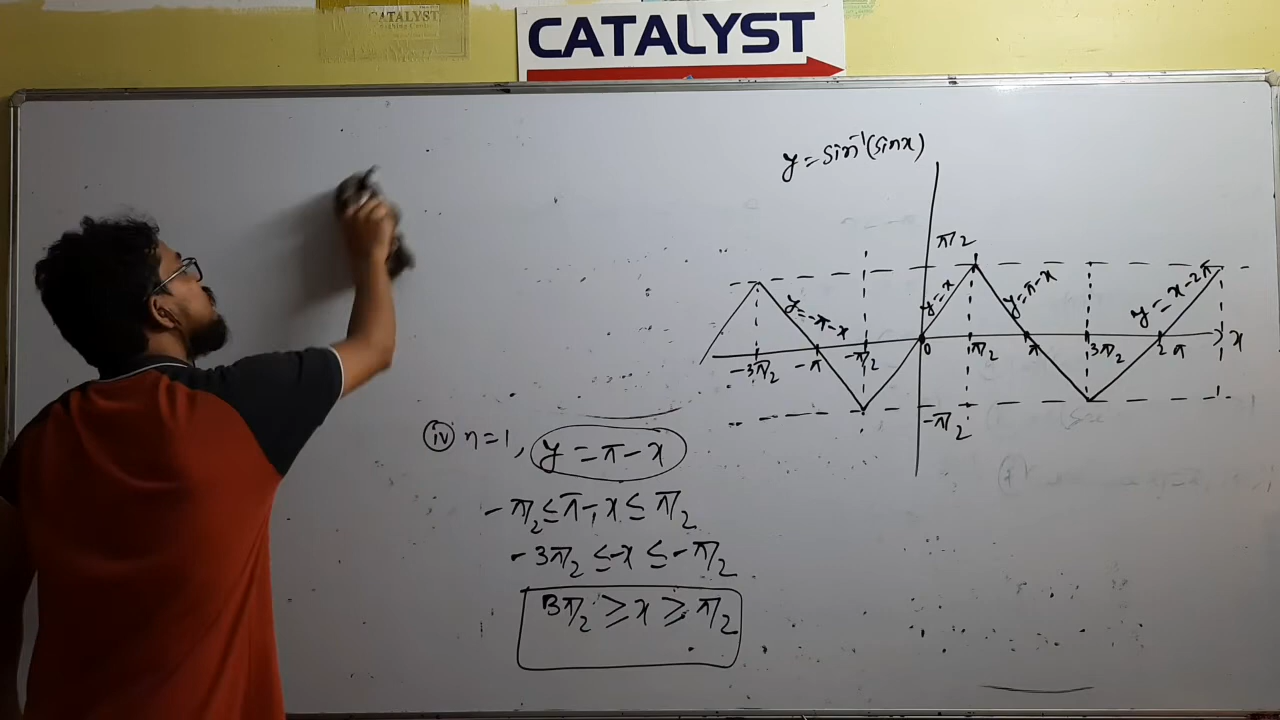 CATALYST
CATALYST
y = sin⁻¹(sinx)
π/2
y=-π-x
y=x
y=π-x
y=x-2π
-3π/2 -π -π/2 0 π/2 π 3π/2 2π x
-π/2
(iv) n=1, y=π-x
-π/2 ≤ π-x ≤ π/2
-3π/2 ≤ -x ≤ -π/2
3π/2 ≥ x ≥ π/2